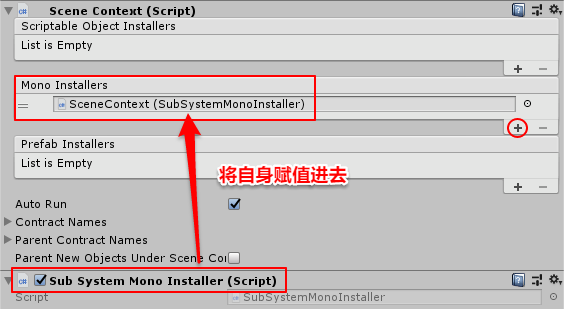 Scene Context (Script)
Scriptable Object Installers
List is Empty
Mono Installers
SceneContext (SubSystemMonoInstaller)
Prefab Installers
List is Empty
将自身赋值进去
Auto Run
Contract Names
Parent Contract Names
Parent New Objects Under Scene Co
Sub System Mono Installer (Script)
Script
SubSystemMonoInstaller